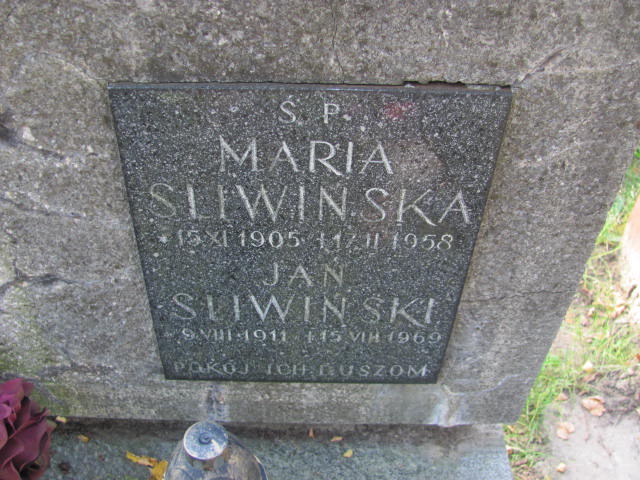 Ś. P.
MARIA
ŚLIWIŃSKA
*15.XI.1905 †17.II.1958
JAN
ŚLIWIŃSKI
*9.VIII.1911 †15.VIII.1969
POKÓJ ICH DUSZOM